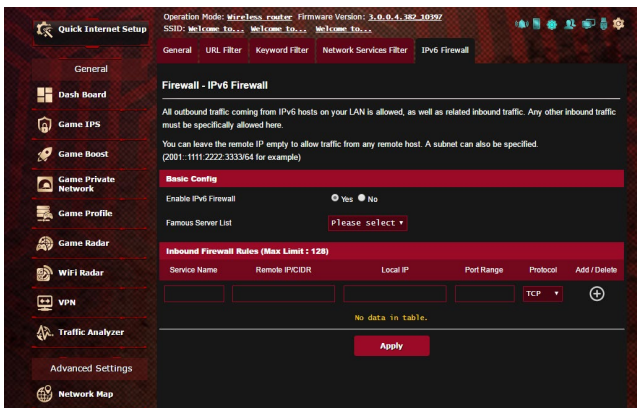 Quick Internet Setup
Operation Mode: Wireless router Firmware Version: 3.0.0.4.382_10397
SSID: Welcome to... Welcome to... Welcome to...
General URL Filter Keyword Filter Network Services Filter IPv6 Firewall
General
Dash Board
Game IPS
Game Boost
Game Private
Network
Game Profile
Game Radar
WiFi Radar
VPN
Traffic Analyzer
Advanced Settings
Network Map
Firewall - IPv6 Firewall
All outbound traffic coming from IPv6 hosts on your LAN is allowed, as well as related inbound traffic. Any other inbound traffic
must be specifically allowed here.
You can leave the remote IP empty to allow traffic from any remote host. A subnet can also be specified.
(2001::1111:2222:3333/64 for example)
Basic Config
Enable IPv6 Firewall Yes No
Famous Server List Please select
Inbound Firewall Rules (Max Limit : 128)
Service Name Remote IP/CIDR Local IP Port Range Protocol Add / Delete
TCP
No data in table.
Apply